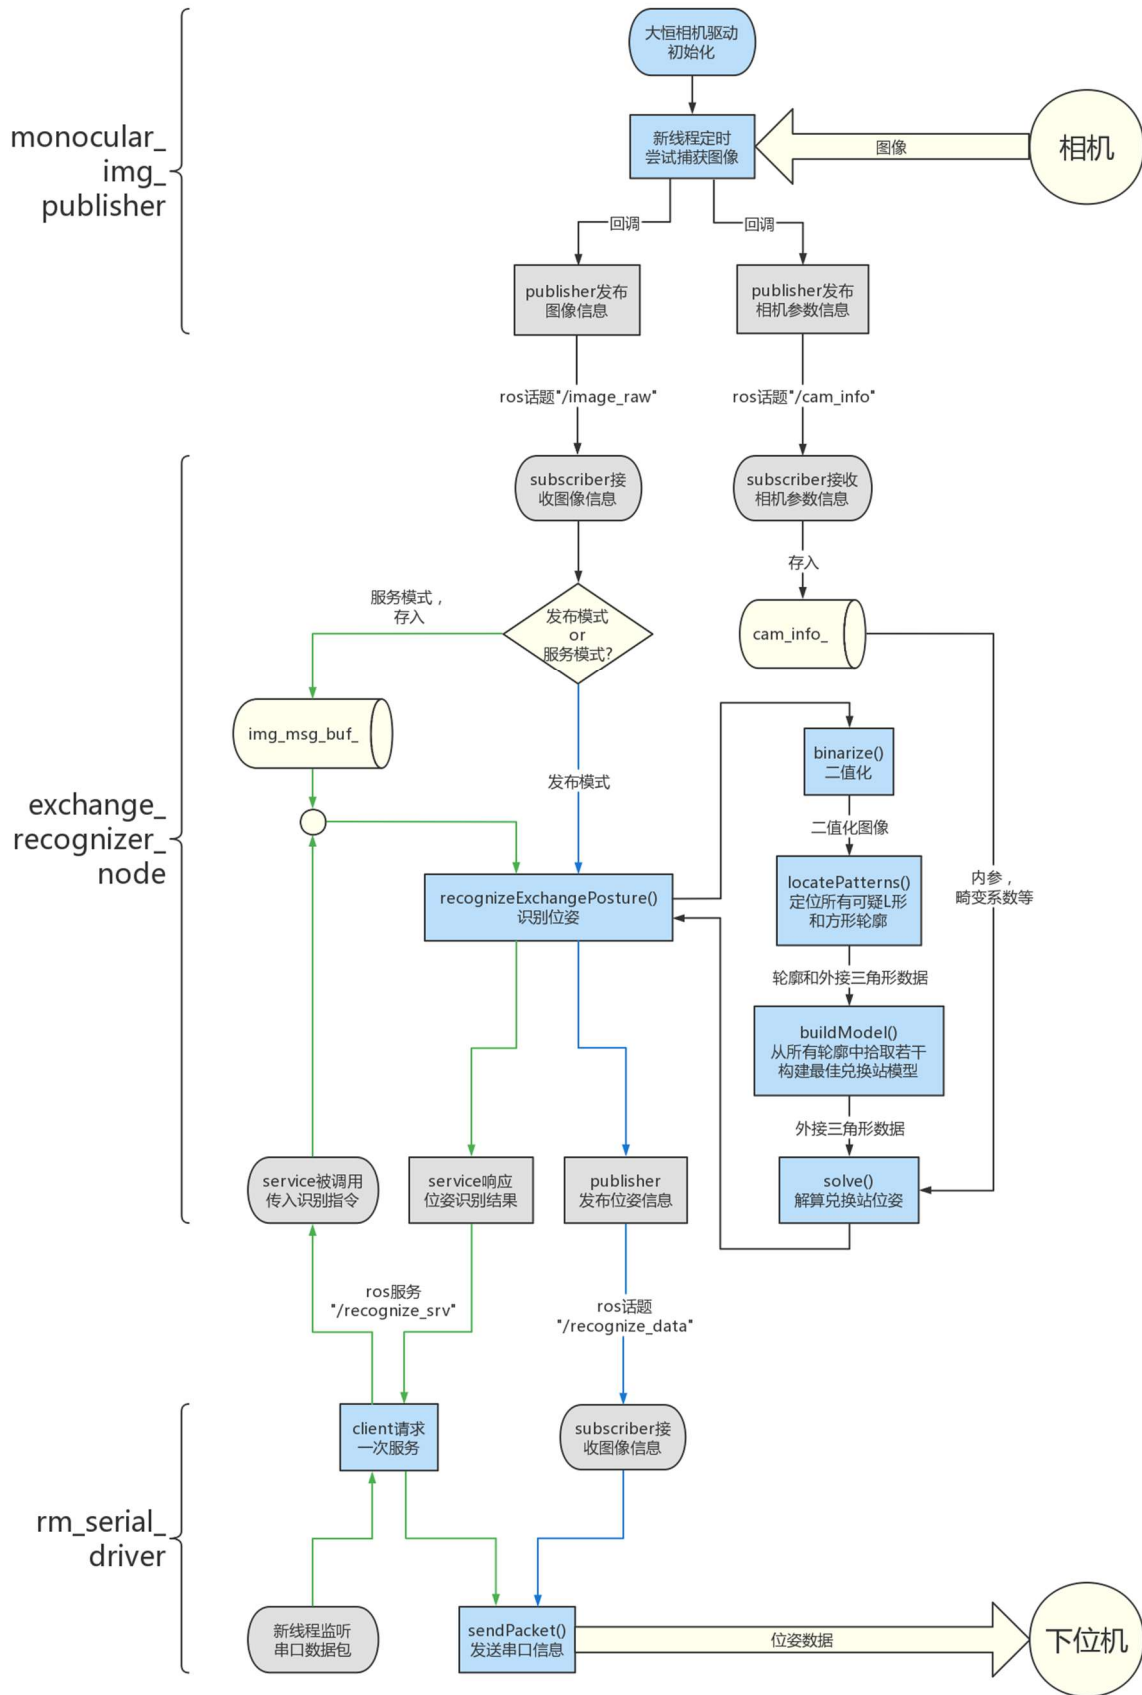 大恒相机驱动
初始化
monocular_
img_
publisher
新线程定时
尝试捕获图像
图像
相机
回调
回调
publisher发布
图像信息
publisher发布
相机参数信息
ros话题"/image_raw"
ros话题"/cam_info"
subscriber接
收图像信息
subscriber接收
相机参数信息
存入
服务模式，
存入
发布模式
or
服务模式?
cam_info_
img_msg_buf_
binarize()
二值化
发布模式
exchange_
recognizer_
node
二值化图像
recognizeExchangePosture()
识别位姿
locatePatterns()
定位所有可疑L形
和方形轮廓
内参，
畸变系数等
轮廓和外接三角形数据
buildModel()
从所有轮廓中拾取若干
构建最佳兑换站模型
外接三角形数据
service被调用
传入识别指令
service响应
位姿识别结果
publisher
发布位姿信息
solve()
解算兑换站位姿
ros服务
"/recognize_srv"
ros话题
"/recognize_data"
client请求
一次服务
subscriber接
收图像信息
rm_serial_
driver
新线程监听
串口数据包
sendPacket()
发送串口信息
位姿数据
下位机